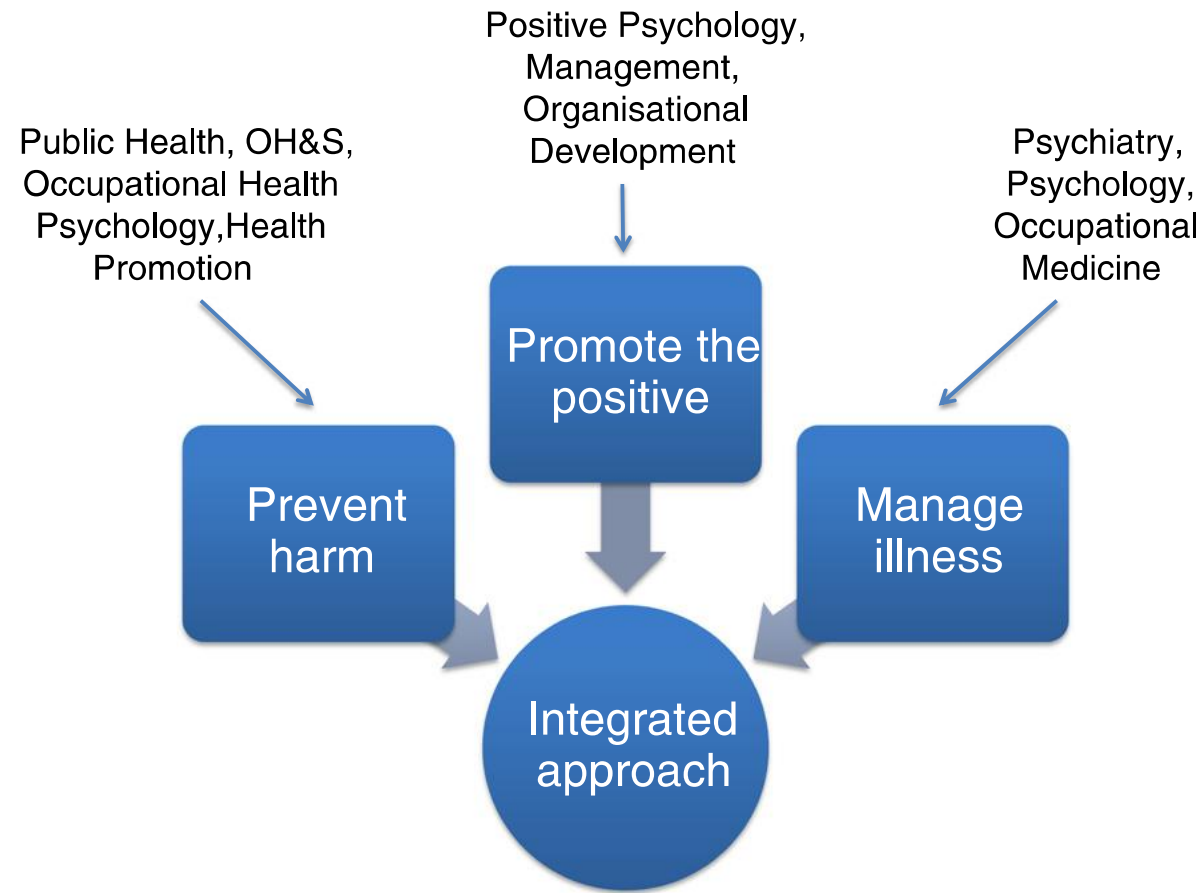 Positive Psychology,
Management,
Organisational
Development
Public Health, OH&S,
Occupational Health
Psychology,Health
Promotion
Psychiatry,
Psychology,
Occupational
Medicine
Promote the
positive
Prevent
harm
Manage
illness
Integrated
approach